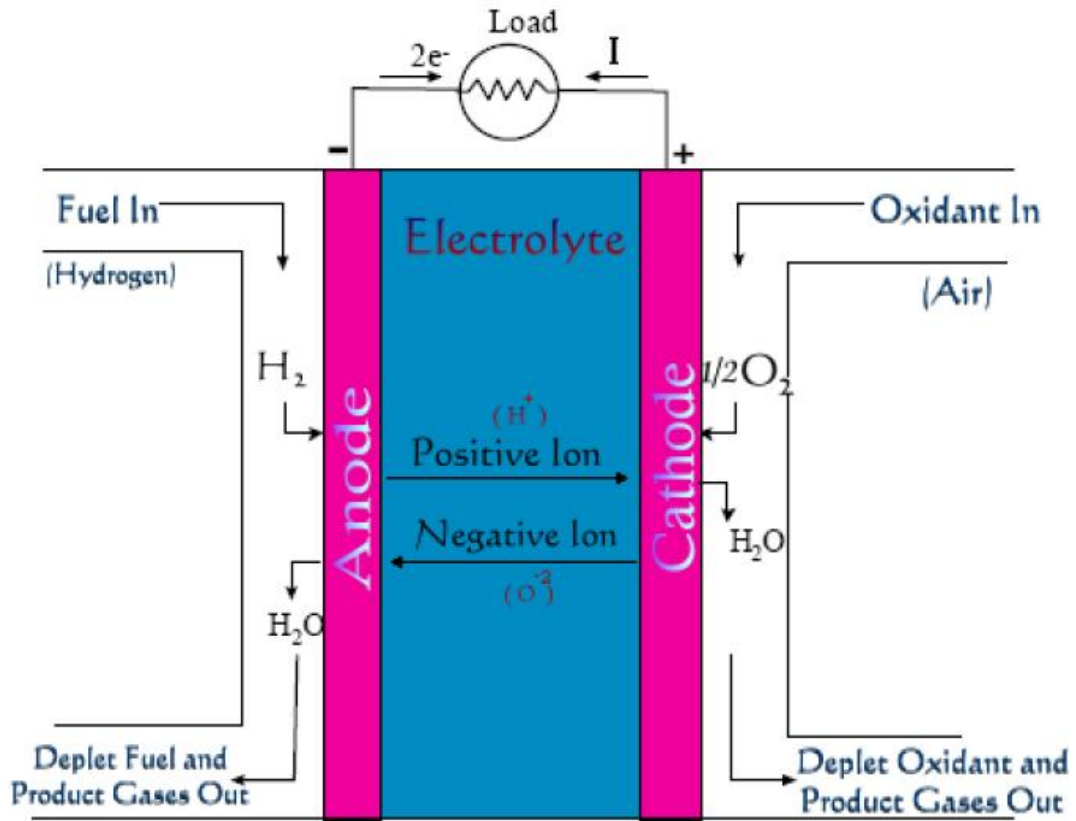 Load
2e-
I
-
+
Fuel In
(Hydrogen)
Electrolyte
Oxidant In
(Air)
H₂
1/2O₂
Anode
Cathode
(H⁺)
Positive Ion
Negative Ion
(O⁻²)
H₂O
H₂O
Deplet Fuel and
Product Gases Out
Deplet Oxidant and
Product Gases Out